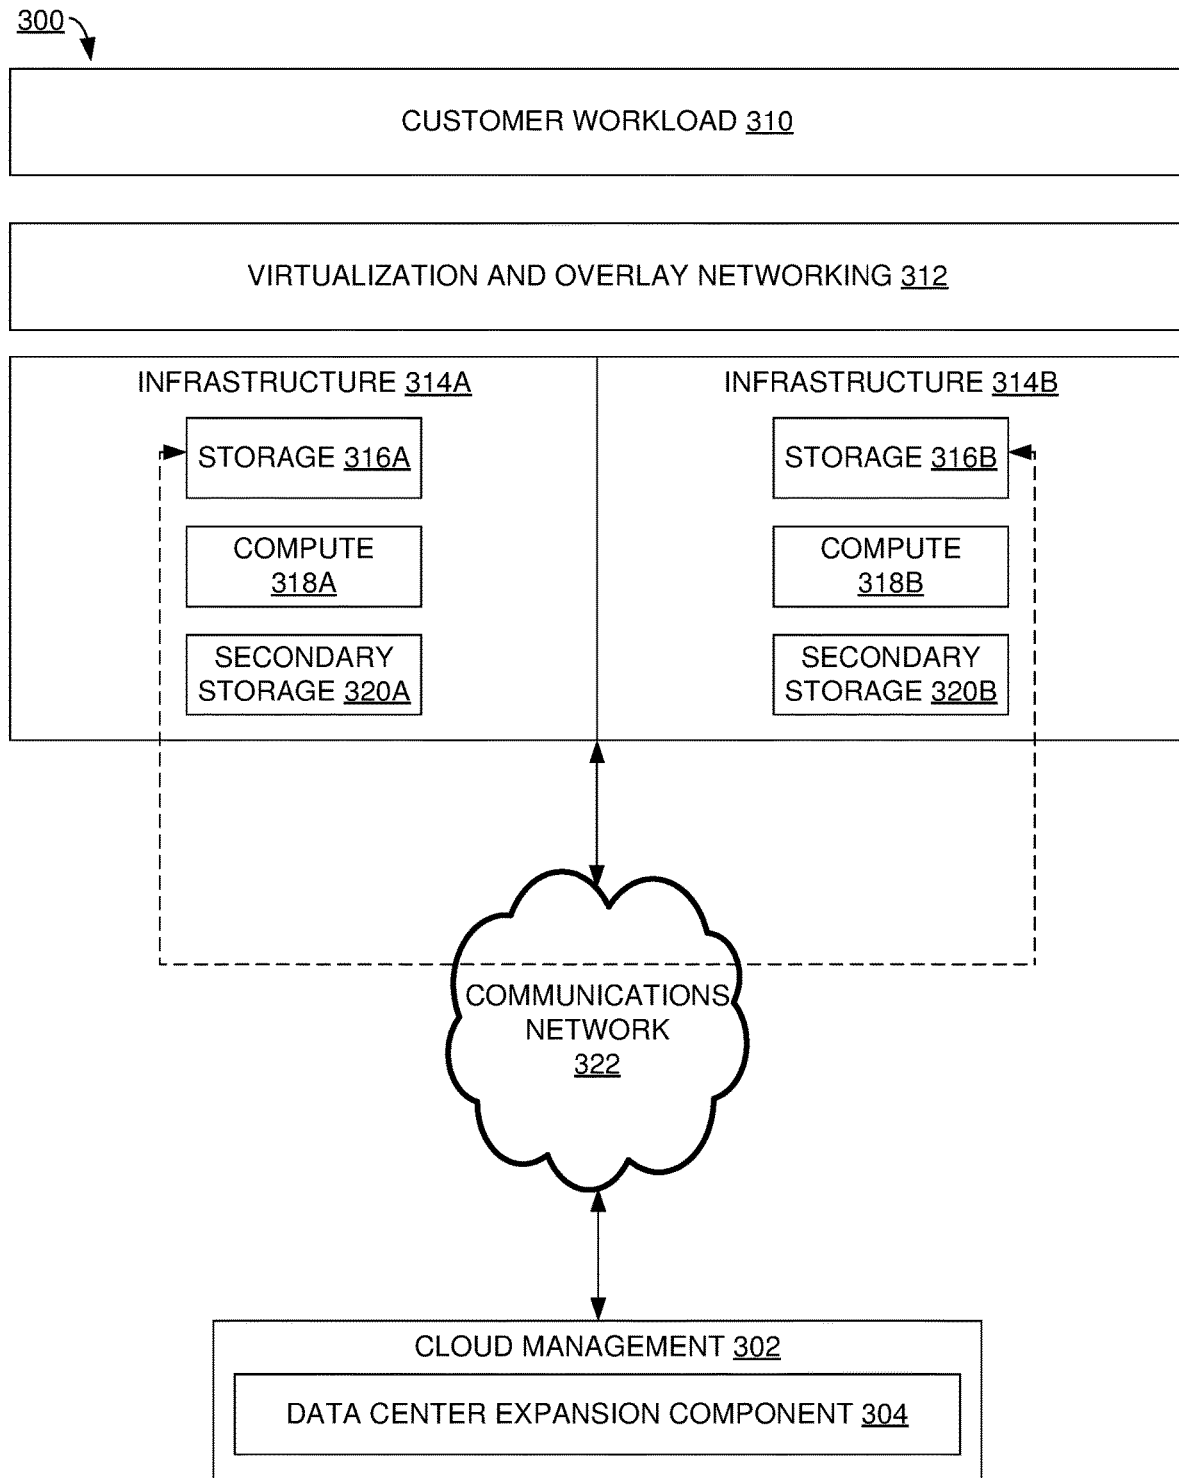 300
CUSTOMER WORKLOAD 310
VIRTUALIZATION AND OVERLAY NETWORKING 312
INFRASTRUCTURE 314A
STORAGE 316A
COMPUTE
318A
SECONDARY
STORAGE 320A
INFRASTRUCTURE 314B
STORAGE 316B
COMPUTE
318B
SECONDARY
STORAGE 320B
COMMUNICATIONS
NETWORK
322
CLOUD MANAGEMENT 302
DATA CENTER EXPANSION COMPONENT 304